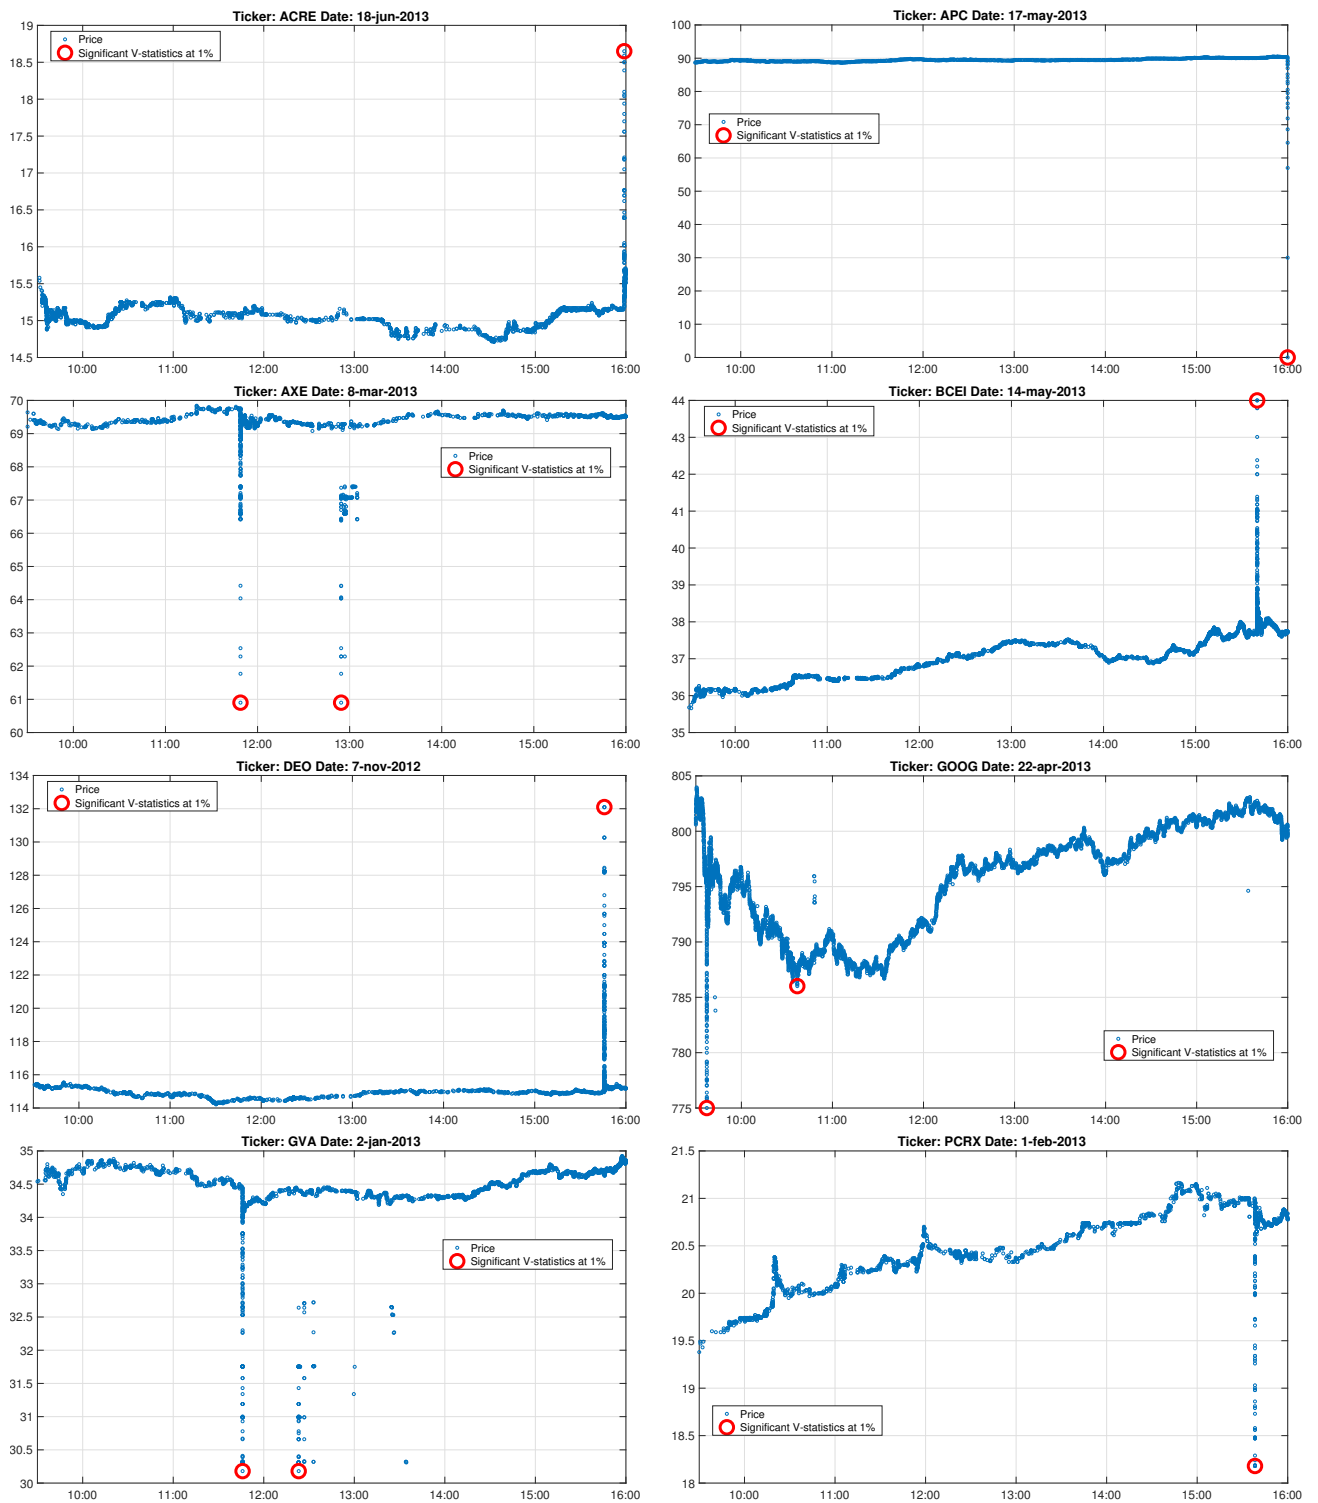 Ticker: ACRE Date: 18-jun-2013
Price
Significant V-statistics at 1%
19
18.5
18
17.5
17
16.5
16
15.5
15
14.5
10:00 11:00 12:00 13:00 14:00 15:00 16:00
Ticker: APC Date: 17-may-2013
100
90
80
70
Price
Significant V-statistics at 1%
60
50
40
30
20
10
0
10:00 11:00 12:00 13:00 14:00 15:00 16:00
Ticker: AXE Date: 8-mar-2013
70
69
68
Price
Significant V-statistics at 1%
67
66
65
64
63
62
61
60
10:00 11:00 12:00 13:00 14:00 15:00 16:00
Ticker: BCEI Date: 14-may-2013
44
Price
Significant V-statistics at 1%
43
42
41
40
39
38
37
36
35
10:00 11:00 12:00 13:00 14:00 15:00 16:00
Ticker: DEO Date: 7-nov-2012
134
Price
Significant V-statistics at 1%
132
130
128
126
124
122
120
118
116
114
10:00 11:00 12:00 13:00 14:00 15:00 16:00
Ticker: GOOG Date: 22-apr-2013
805
800
795
790
785
Price
Significant V-statistics at 1%
780
775
10:00 11:00 12:00 13:00 14:00 15:00 16:00
Ticker: GVA Date: 2-jan-2013
35
34.5
34
33.5
Price
Significant V-statistics at 1%
33
32.5
32
31.5
31
30.5
30
10:00 11:00 12:00 13:00 14:00 15:00 16:00
Ticker: PCRX Date: 1-feb-2013
21.5
21
20.5
20
19.5
19
Price
Significant V-statistics at 1%
18.5
18
10:00 11:00 12:00 13:00 14:00 15:00 16:00